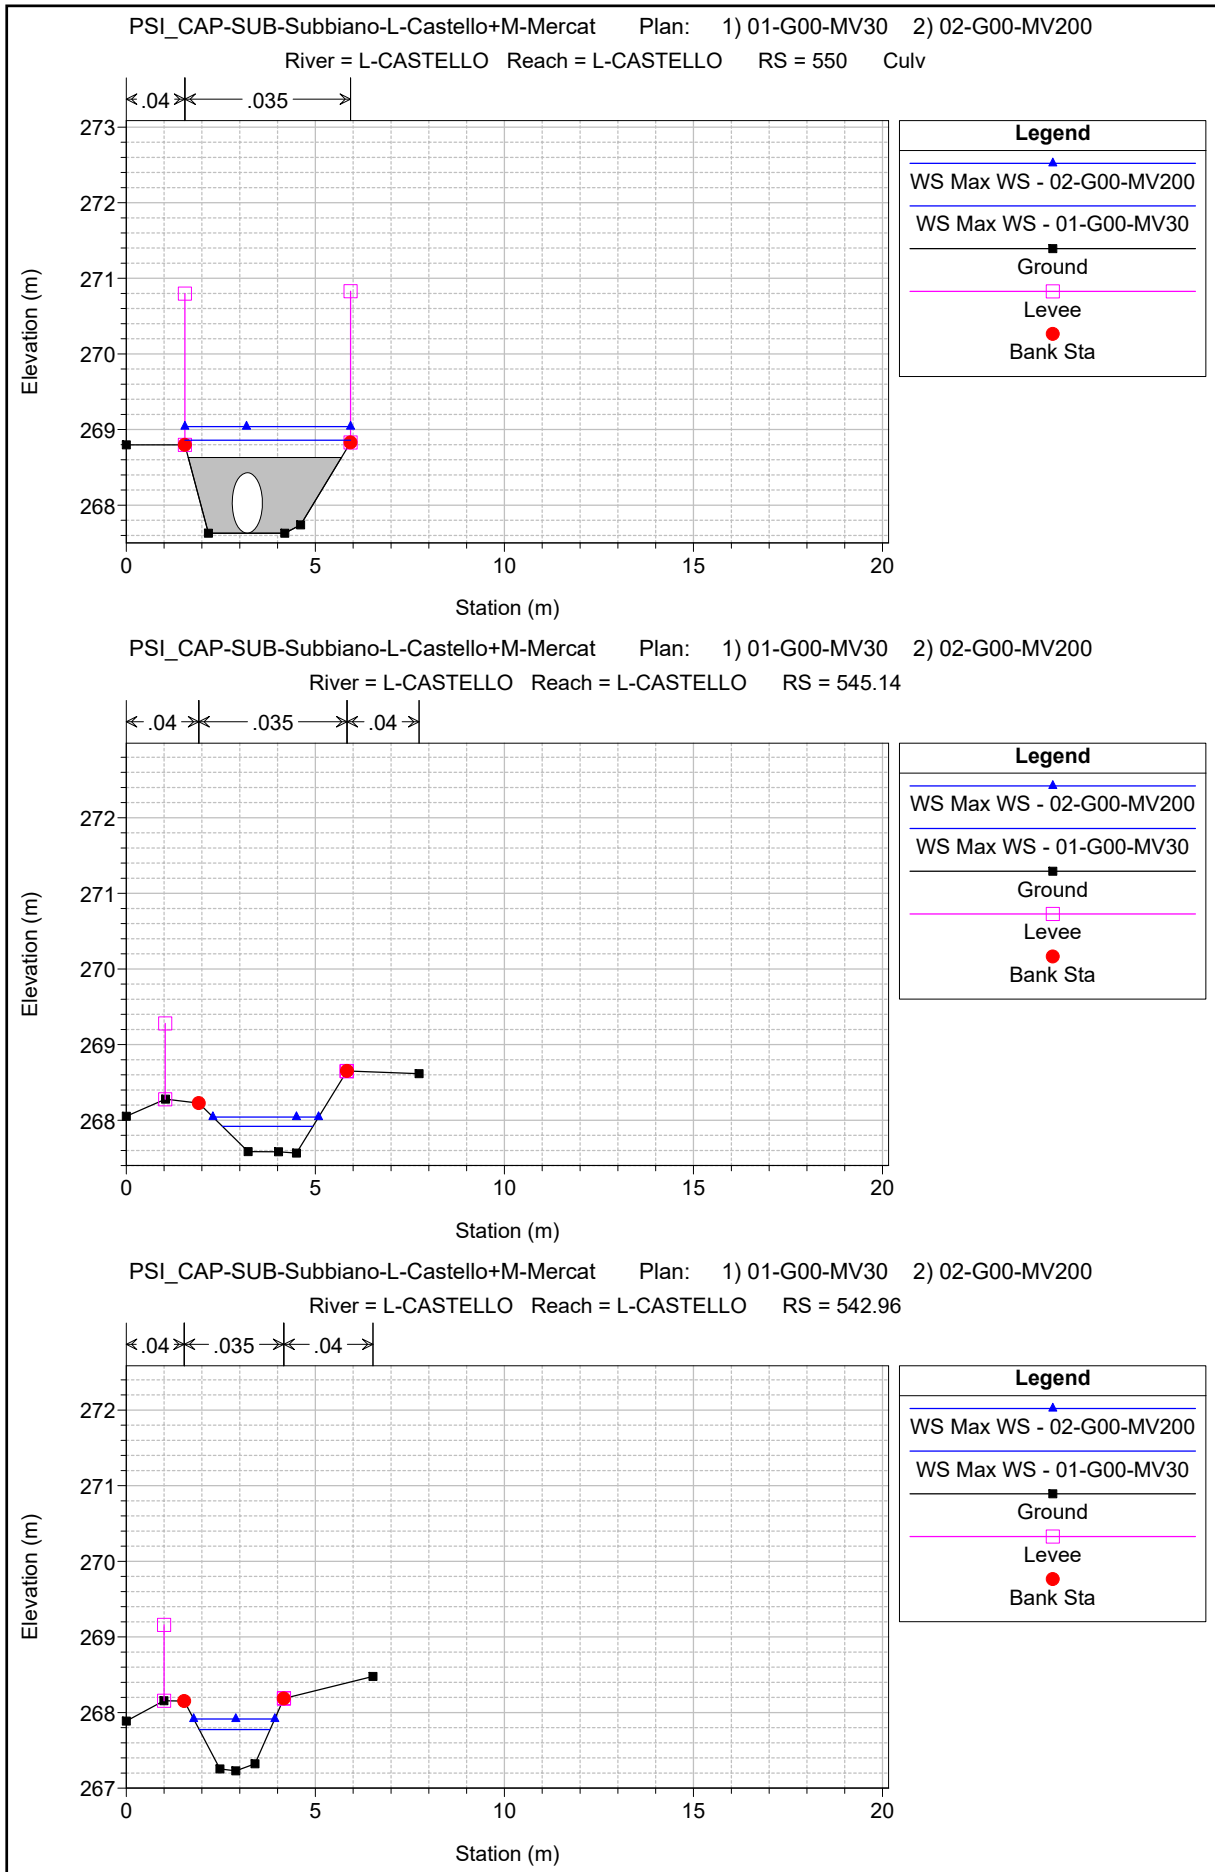 PSI_CAP-SUB-Subbiano-L-Castello+M-Mercat Plan: 1) 01-G00-MV30 2) 02-G00-MV200
River = L-CASTELLO Reach = L-CASTELLO RS = 550 Culv
.04 .035
273
272
271
270
269
268
Elevation (m)
0 5 10 15 20
Station (m)
Legend
WS Max WS - 02-G00-MV200
WS Max WS - 01-G00-MV30
Ground
Levee
Bank Sta
PSI_CAP-SUB-Subbiano-L-Castello+M-Mercat Plan: 1) 01-G00-MV30 2) 02-G00-MV200
River = L-CASTELLO Reach = L-CASTELLO RS = 545.14
.04 .035 .04
272
271
270
269
268
Elevation (m)
0 5 10 15 20
Station (m)
Legend
WS Max WS - 02-G00-MV200
WS Max WS - 01-G00-MV30
Ground
Levee
Bank Sta
PSI_CAP-SUB-Subbiano-L-Castello+M-Mercat Plan: 1) 01-G00-MV30 2) 02-G00-MV200
River = L-CASTELLO Reach = L-CASTELLO RS = 542.96
.04 .035 .04
272
271
270
269
268
267
Elevation (m)
0 5 10 15 20
Station (m)
Legend
WS Max WS - 02-G00-MV200
WS Max WS - 01-G00-MV30
Ground
Levee
Bank Sta